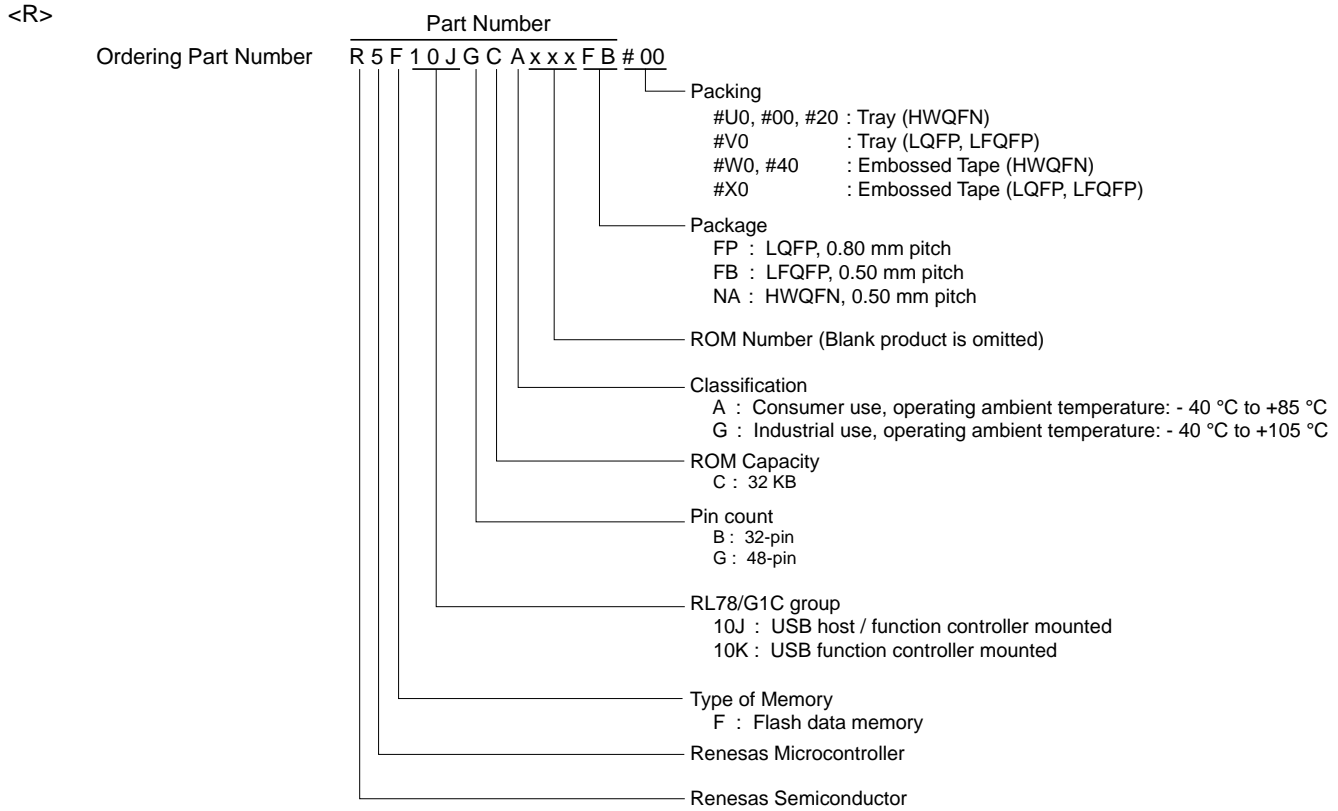 <R>
Part Number
Ordering Part Number R 5 F 1 0 J G C A x x x F B # 00
Packing
#U0, #00, #20 : Tray (HWQFN)
#V0 : Tray (LQFP, LFQFP)
#W0, #40 : Embossed Tape (HWQFN)
#X0 : Embossed Tape (LQFP, LFQFP)
Package
FP : LQFP, 0.80 mm pitch
FB : LFQFP, 0.50 mm pitch
NA : HWQFN, 0.50 mm pitch
ROM Number (Blank product is omitted)
Classification
A : Consumer use, operating ambient temperature: - 40 °C to +85 °C
G : Industrial use, operating ambient temperature: - 40 °C to +105 °C
ROM Capacity
C : 32 KB
Pin count
B : 32-pin
G : 48-pin
RL78/G1C group
10J : USB host / function controller mounted
10K : USB function controller mounted
Type of Memory
F : Flash data memory
Renesas Microcontroller
Renesas Semiconductor